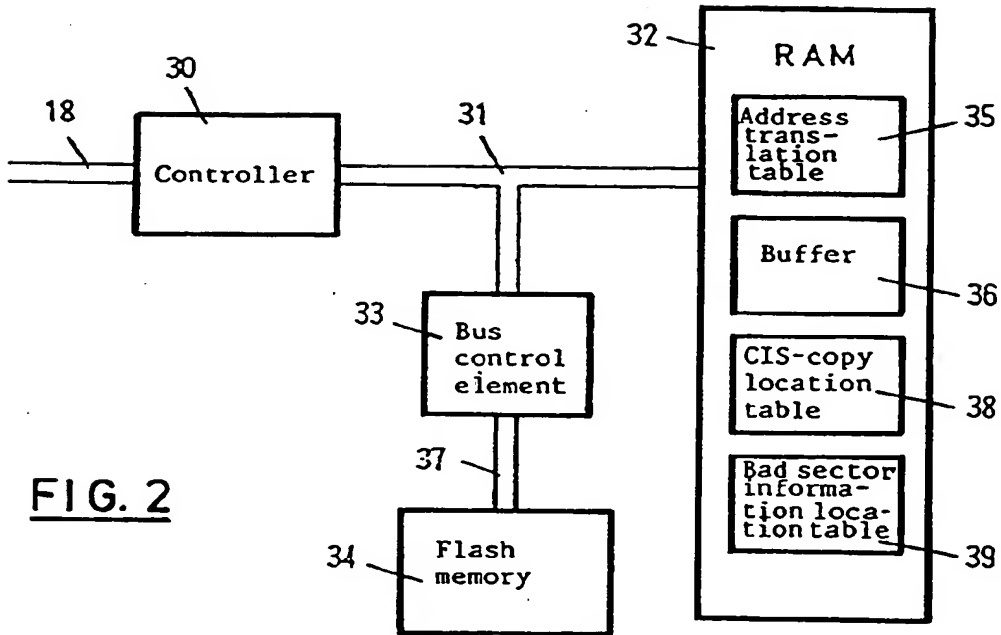 32
RAM
30
18
31
35
Address
trans-
lation
table
Controller
Buffer
36
33
Bus
control
element
CIS-copy
location
table
38
37
Bad sector
informa-
tion loca-
tion table
39
FIG. 2
34
Flash
memory